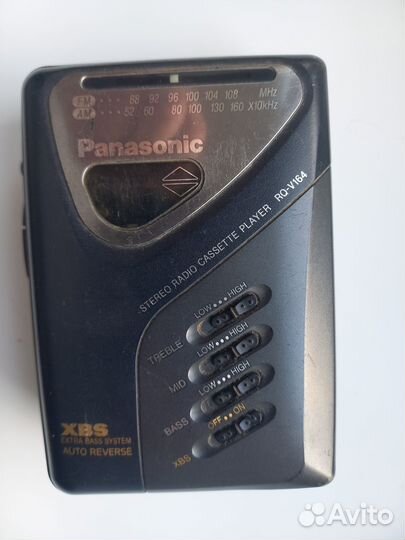 FM •••• 88 92 96 100 104 108 MHz
AM •••• 52 60 80 100 130 160 X10kHz
Panasonic
STEREO RADIO CASSETTE PLAYER RQ-V164
LOW•••HIGH
TREBLE
LOW•••HIGH
MID
LOW•••HIGH
BASS
OFF••ON
XBS
XBS
EXTRA BASS SYSTEM
AUTO REVERSE
Avito